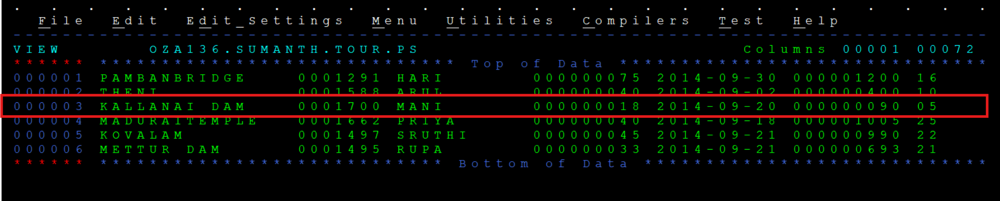 File Edit Edit_Settings Menu Utilities Compilers Test Help
VIEW OZA136.SUMANTH.TOUR.PS Columns 00001 00072
****** ***************************** Top of Data ******************************
000001 PAMBANBRIDGE 0001291 HARI 000000075 2014-09-30 000001200 16
000002 THENI 0001588 ARUL 000000040 2014-09-02 000000400 10
000003 KALLANAI DAM 0001700 MANI 000000018 2014-09-20 000000090 05
000004 MADURAITEMPLE 0001662 PRIYA 000000040 2014-09-18 000001005 25
000005 KOVALAM 0001497 SRUTHI 000000045 2014-09-21 000000990 22
000006 METTUR DAM 0001495 RUPA 000000033 2014-09-21 000000693 21
****** **************************** Bottom of Data ****************************